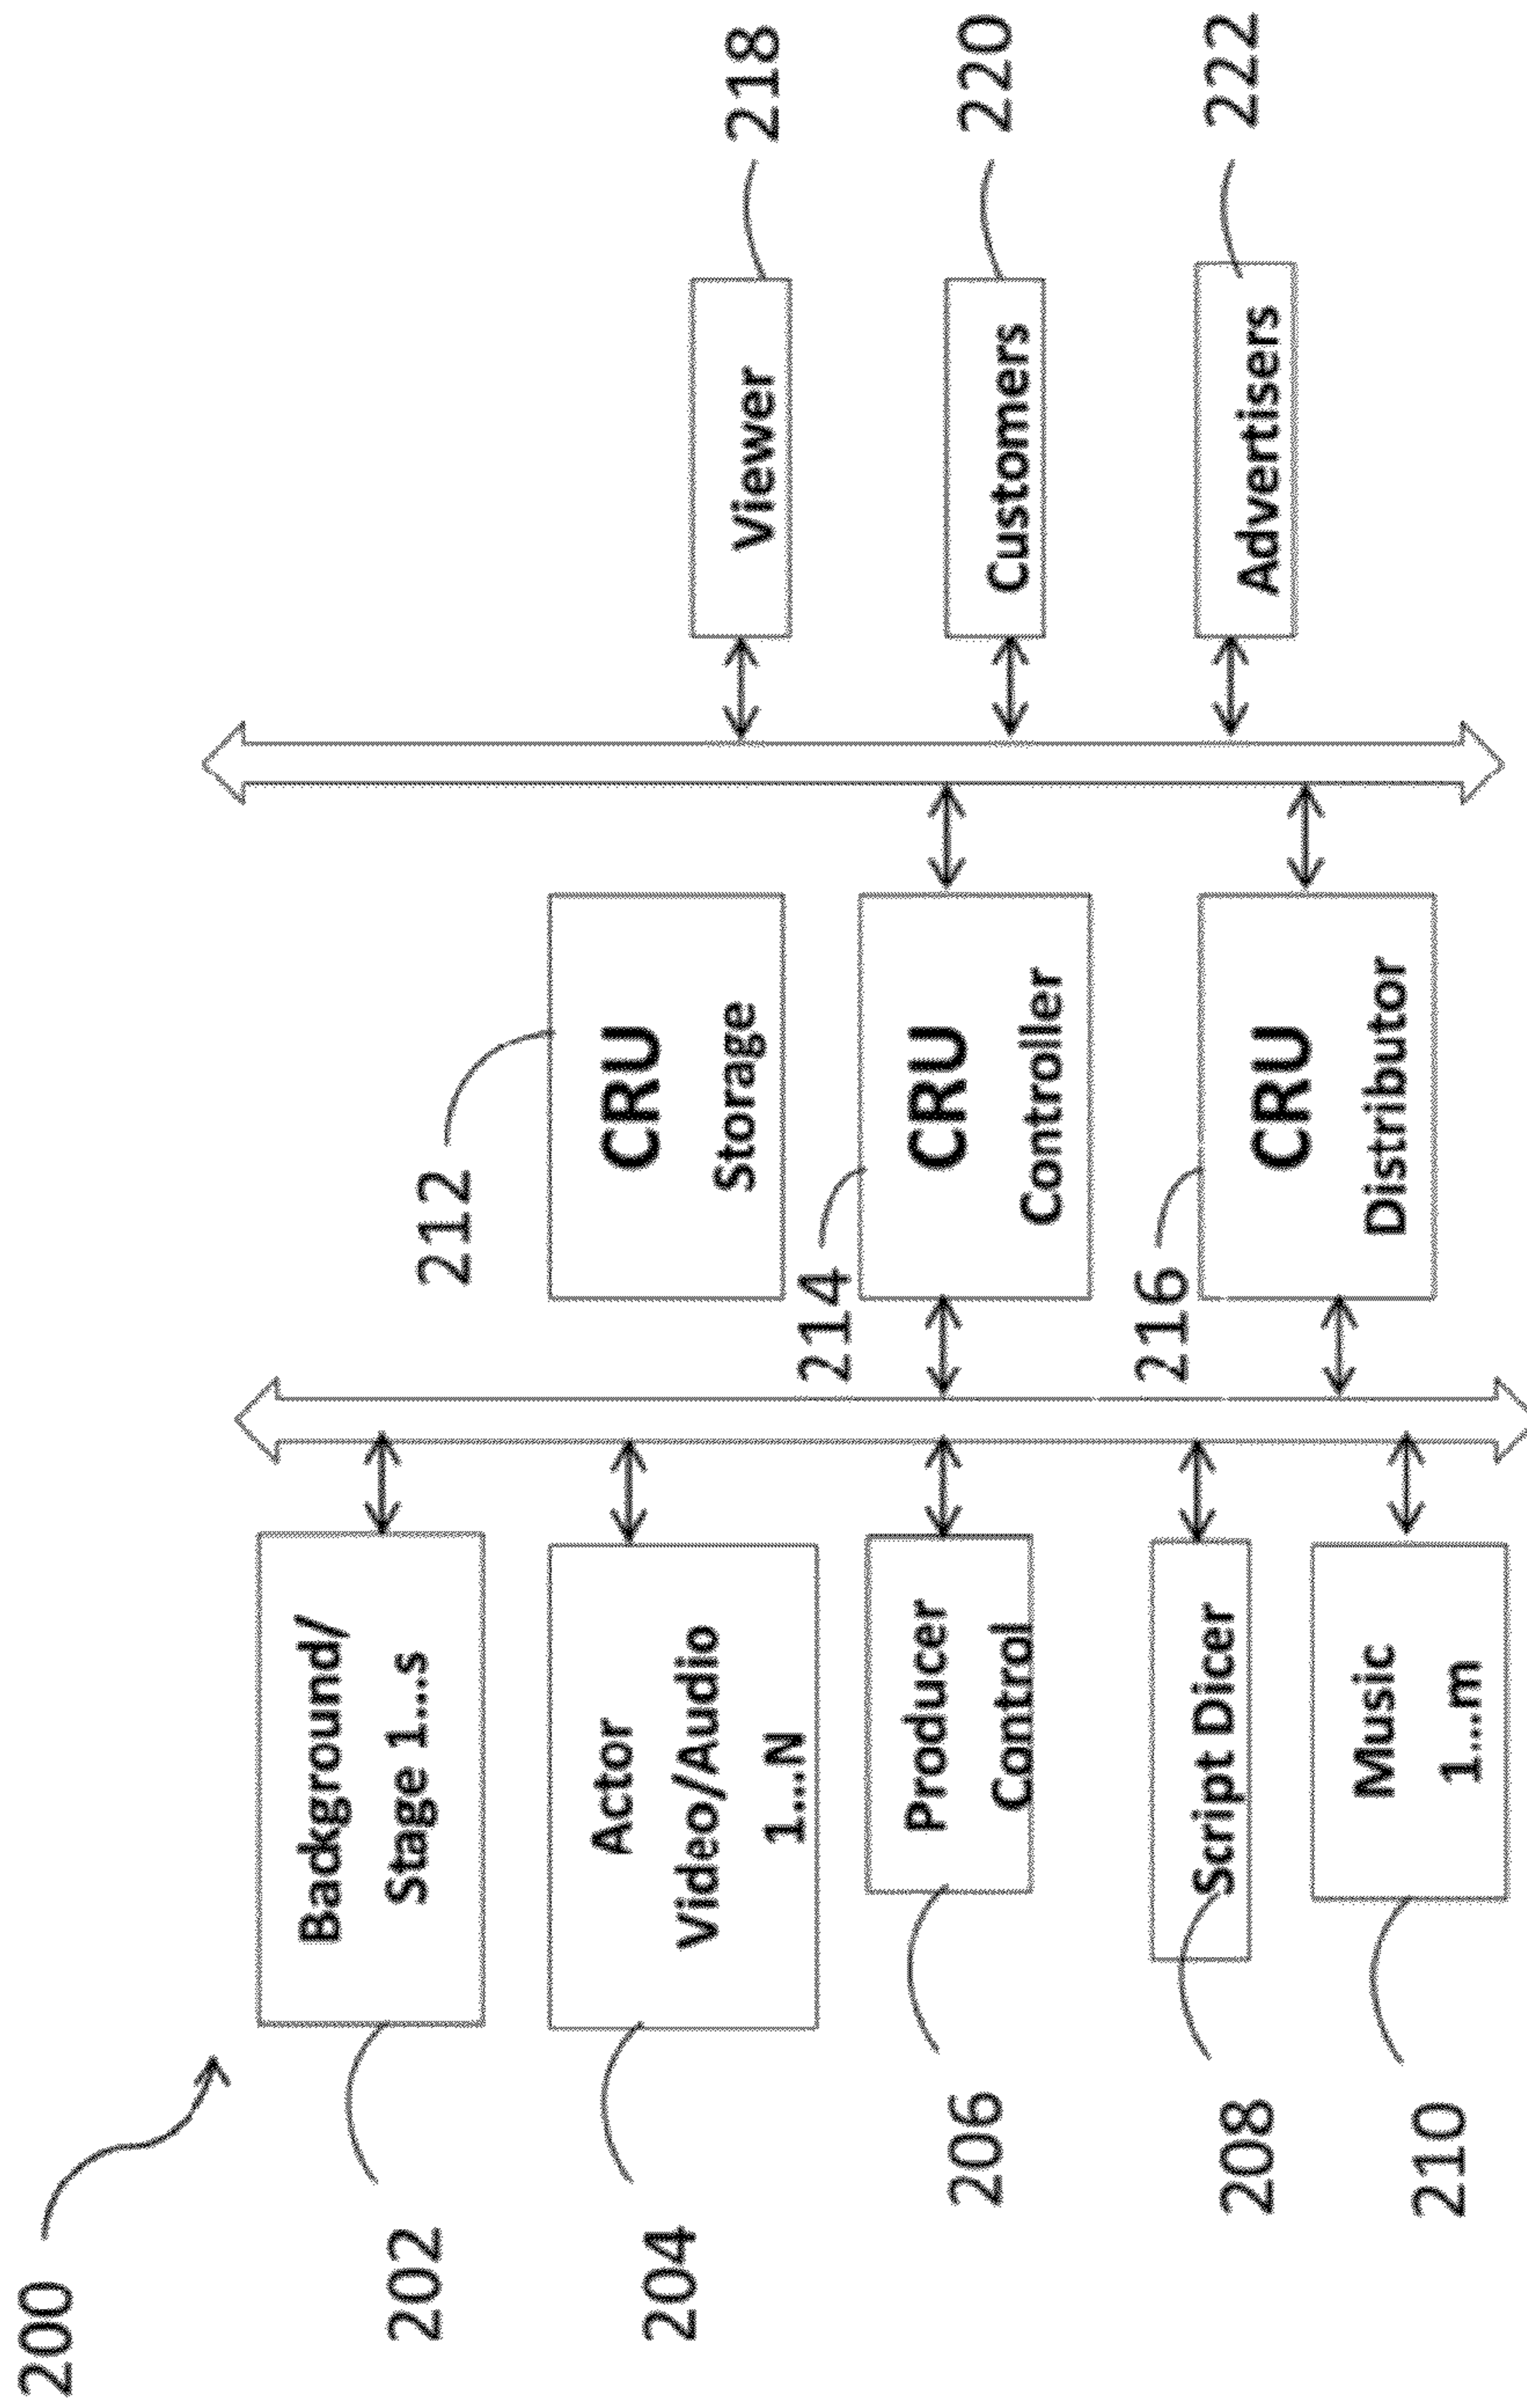 200
202
Background/
Stage 1...s
204
Actor
Video/Audio
1...N
206
Producer
Control
208
Script Dicer
210
Music
1...m
212
CRU
Storage
214
CRU
Controller
216
CRU
Distributor
218
Viewer
220
Customers
222
Advertisers